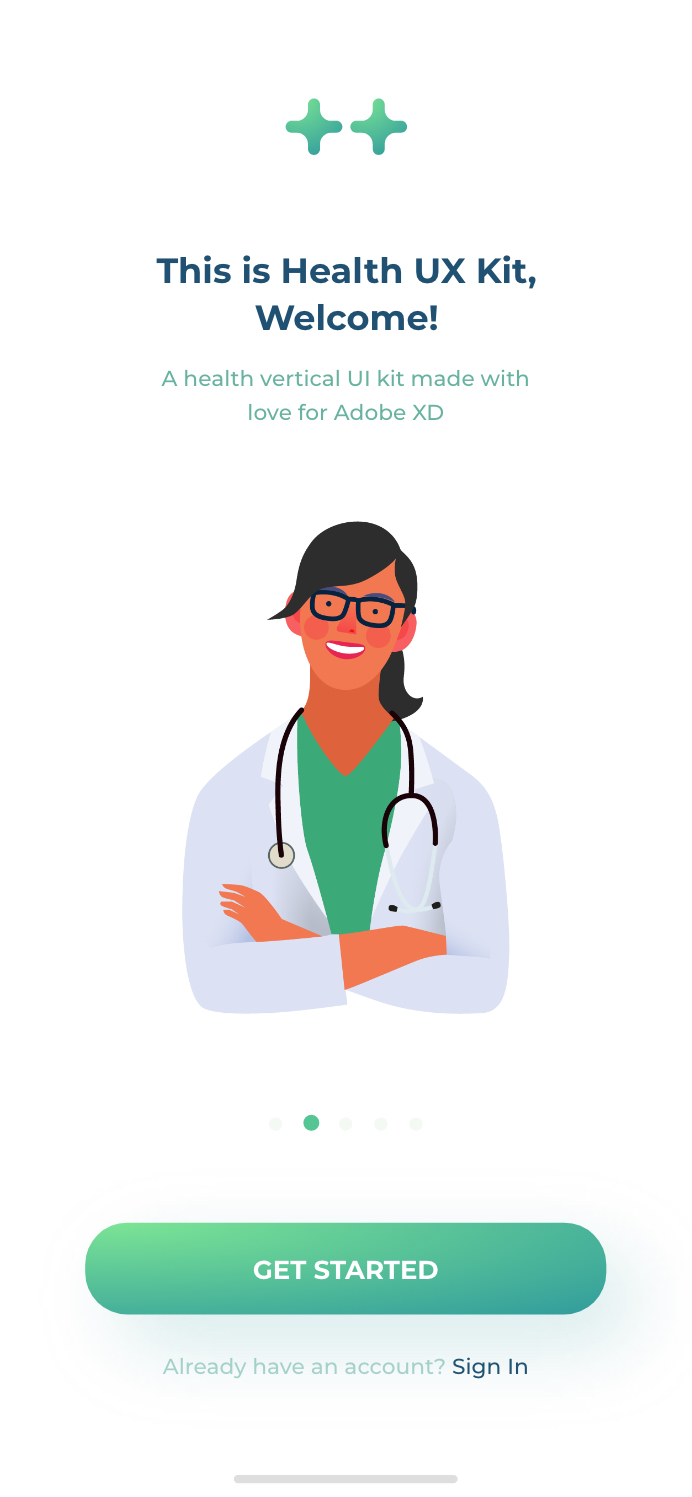 This is Health UX Kit,
Welcome!
A health vertical UI kit made with
love for Adobe XD
GET STARTED
Already have an account? Sign In